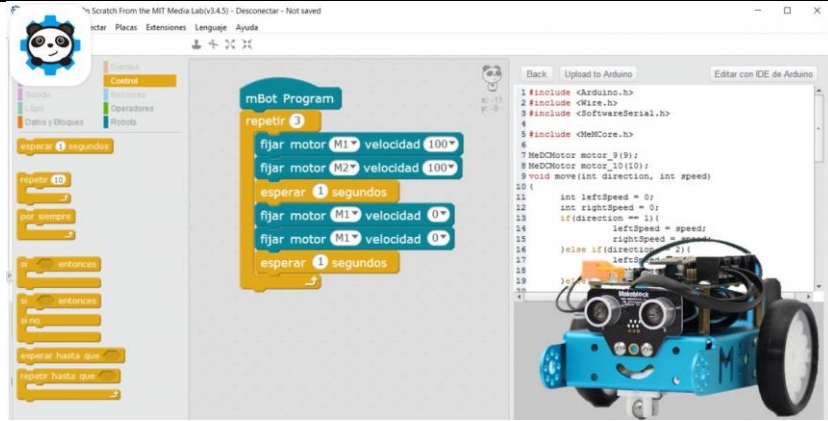 n Scratch From the MIT Media Lab(v3.4.5) - Desconectar - Not saved
ectar Placas Extensiones Lenguaje Ayuda
Eventos
Control
Sonido
Sensores
Lápiz
Operadores
Datos y Bloques
Robots
esperar 1 segundos
repetir 10
por siempre
si entonces
si entonces
si no
esperar hasta que
repetir hasta que
mBot Program
repetir 3
fijar motor M1 velocidad 100
fijar motor M2 velocidad 100
esperar 1 segundos
fijar motor M1 velocidad 0
fijar motor M1 velocidad 0
esperar 1 segundos
x: -11
Back Upload to Arduino Editar con IDE de Arduino
1 #include <Arduino.h>
2 #include <Wire.h>
3 #include <SoftwareSerial.h>
4
5 #include <MeMCore.h>
6
7 MeDCMotor motor_9(9);
8 MeDCMotor motor_10(10);
9 void move(int direction, int speed)
10 {
11 int leftSpeed = 0;
12 int rightSpeed = 0;
13 if(direction == 1){
14 leftSpeed = speed;
15 rightSpeed = speed;
16 }else if(direction == 2){
17 leftSpeed
18
19 }else
Makeblock
M